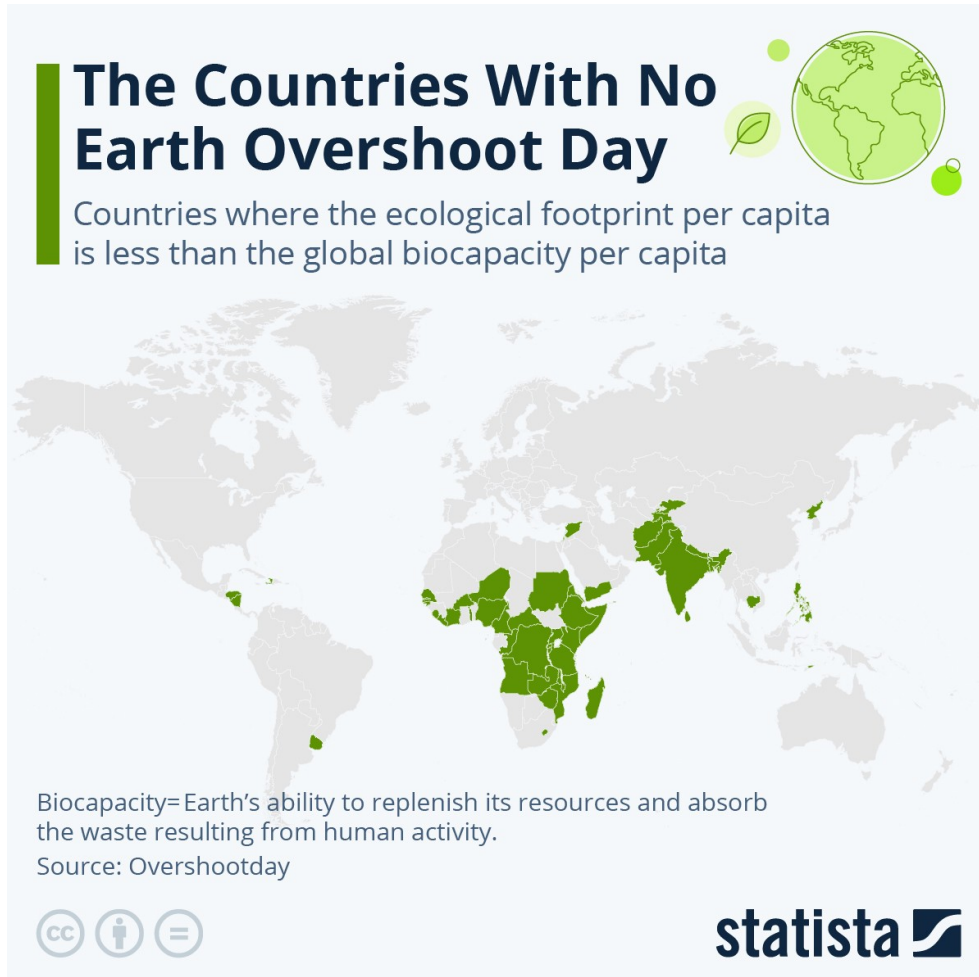 The Countries With No
Earth Overshoot Day
Countries where the ecological footprint per capita
is less than the global biocapacity per capita
Biocapacity= Earth’s ability to replenish its resources and absorb
the waste resulting from human activity.
Source: Overshootday
cc
statista